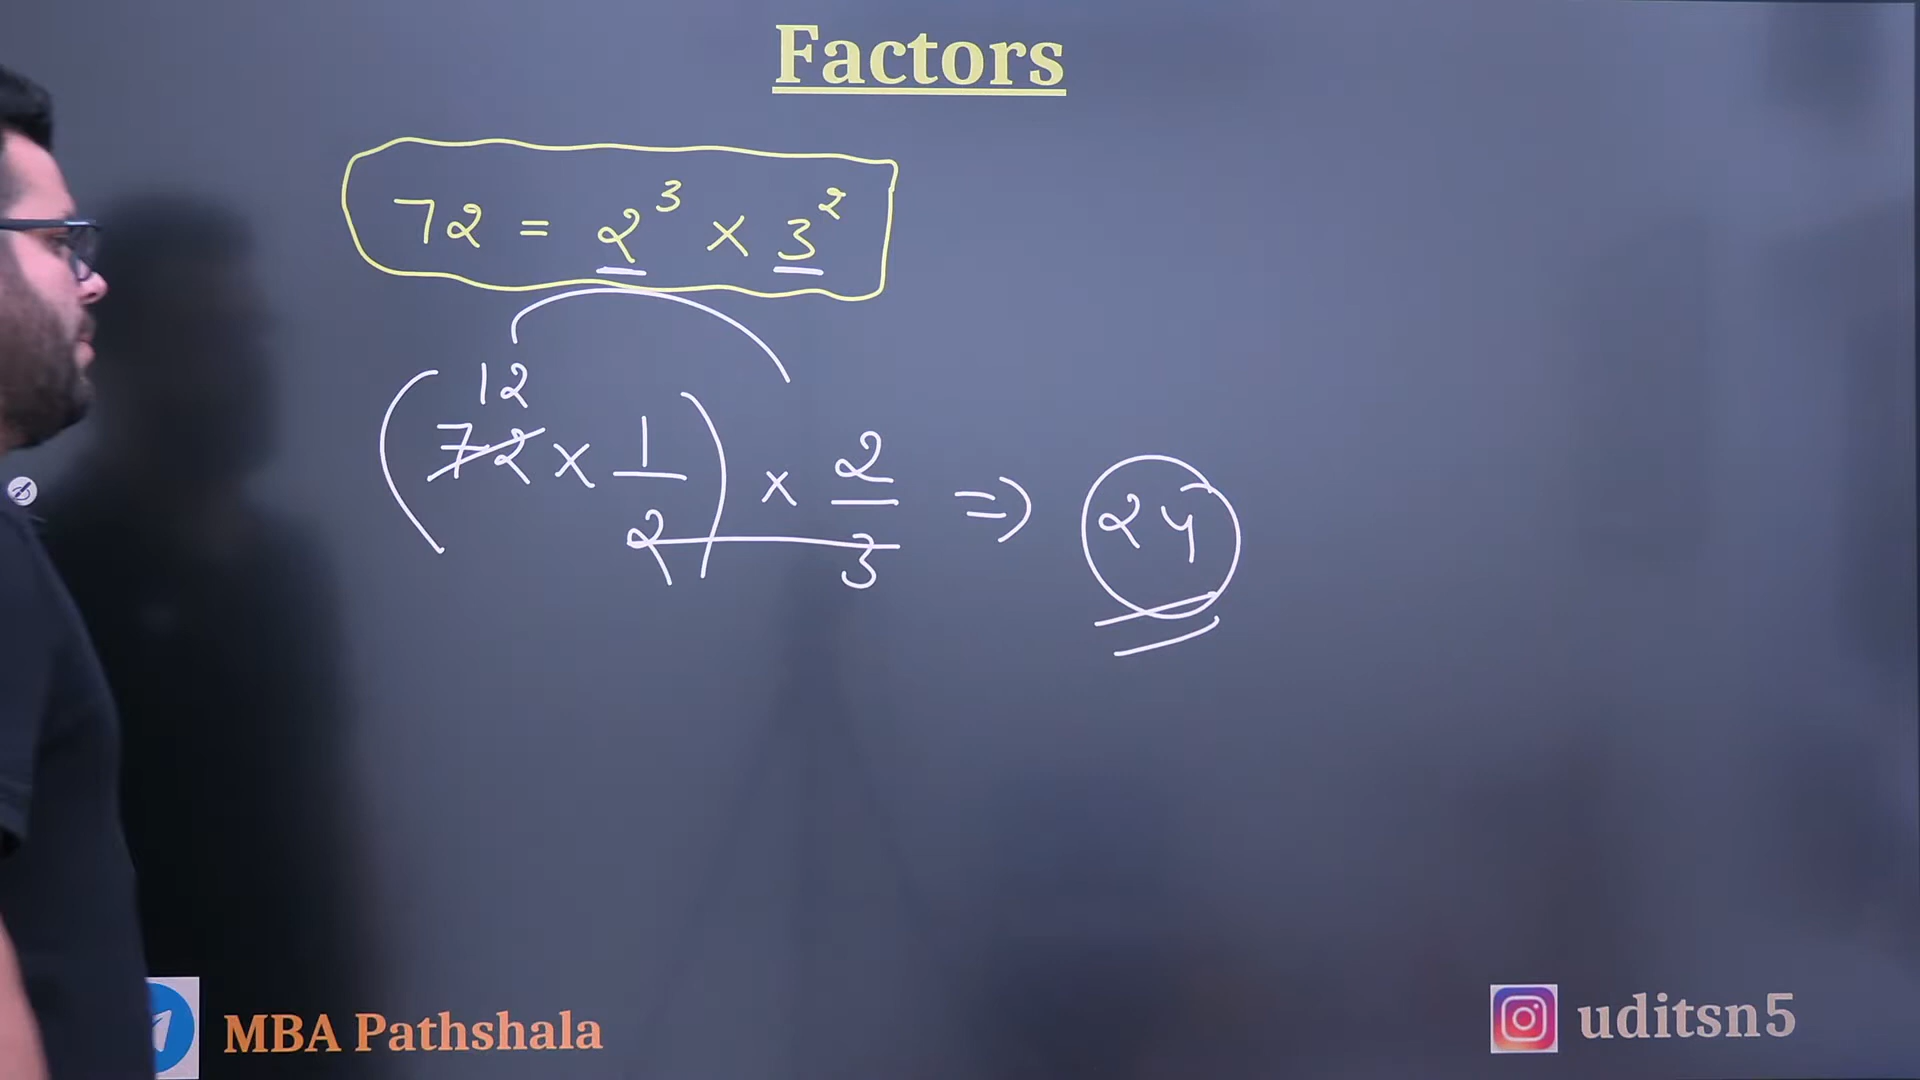 Factors
72 = 2³ × 3²
12
(72 × 1/2) × 2/3 => 24
MBA Pathshala
uditsn5